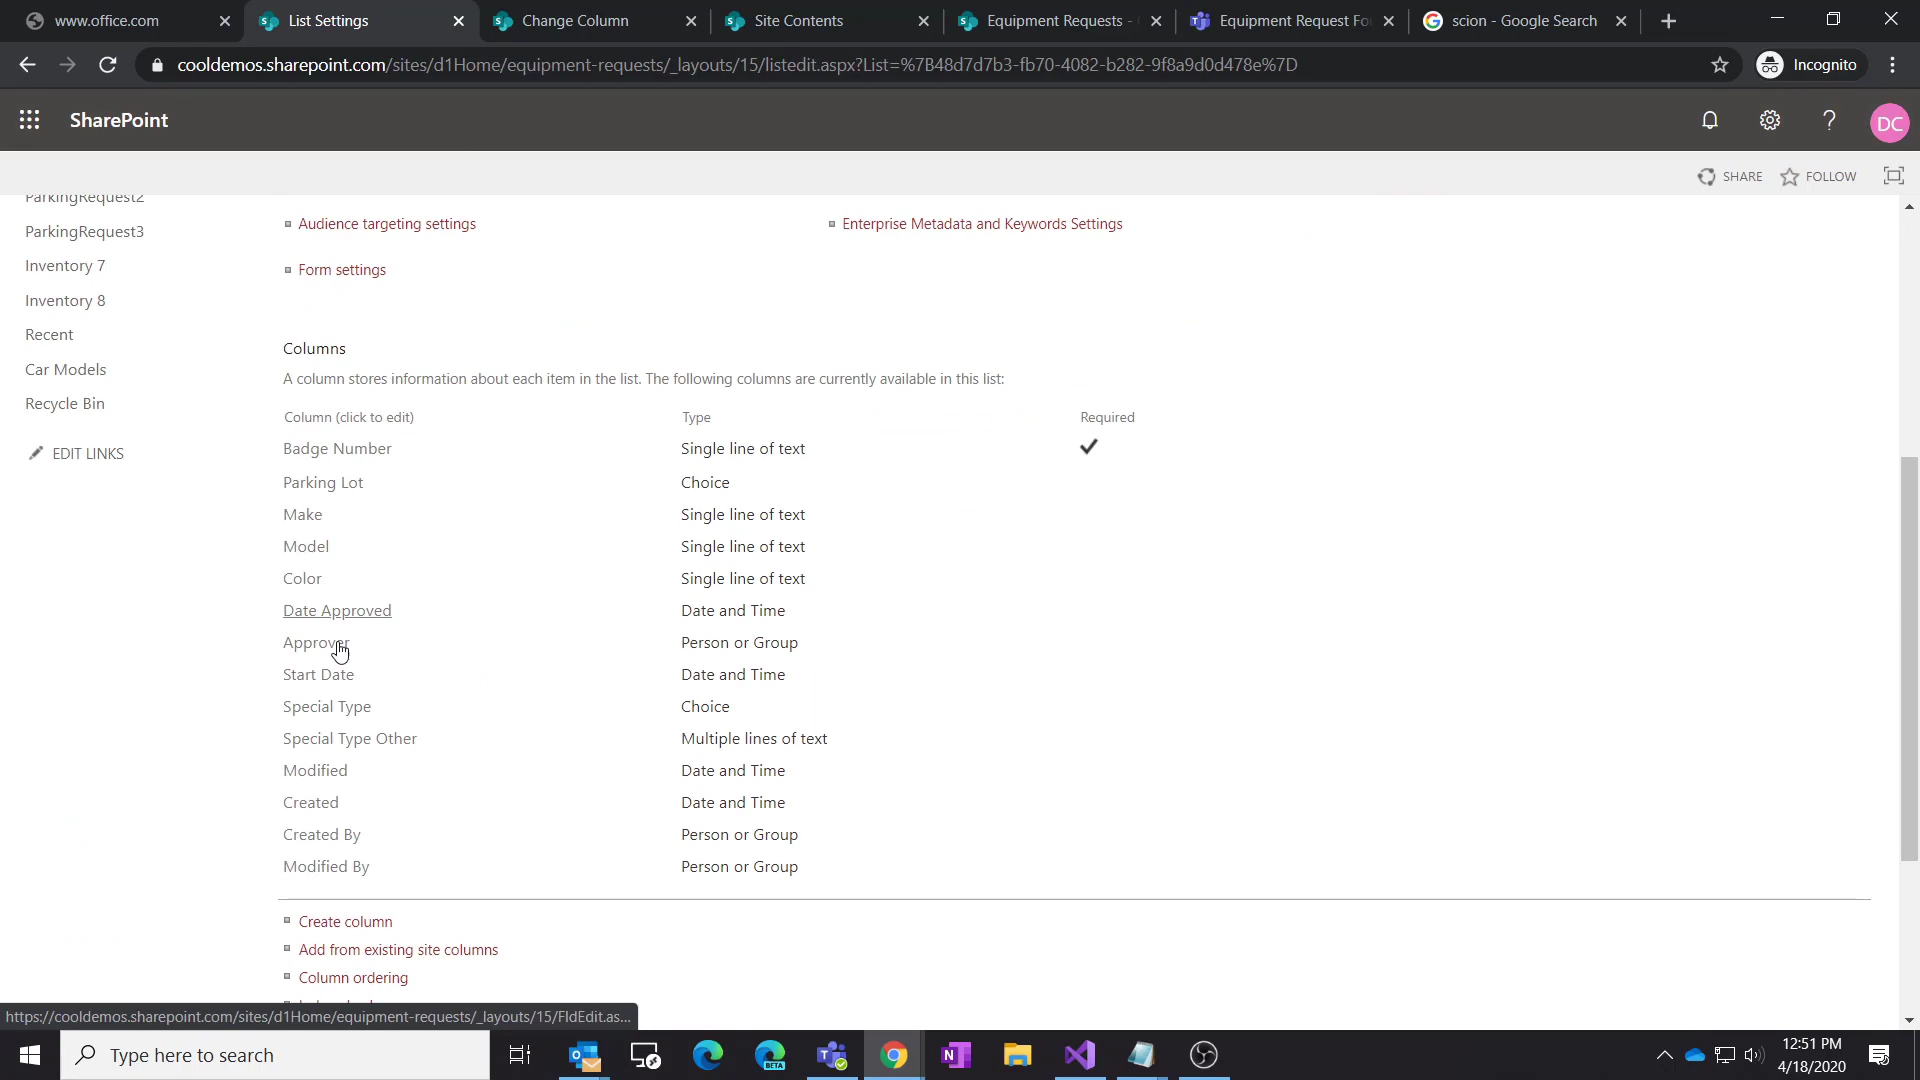 www.office.com
List Settings
Change Column
Site Contents
Equipment Requests -
Equipment Request Fo
scion - Google Search
cooldemos.sharepoint.com/sites/d1Home/equipment-requests/_layouts/15/listedit.aspx?List=%7B48d7d7b3-fb70-4082-b282-9f8a9d0d478e%7D
Incognito
SharePoint
DC
SHARE
FOLLOW
ParkingRequest2
ParkingRequest3
Inventory 7
Inventory 8
Recent
Car Models
Recycle Bin
EDIT LINKS
Audience targeting settings
Enterprise Metadata and Keywords Settings
Form settings
Columns
A column stores information about each item in the list. The following columns are currently available in this list:
Column (click to edit) Type Required
Badge Number Single line of text
Parking Lot Choice
Make Single line of text
Model Single line of text
Color Single line of text
Date Approved Date and Time
Approver Person or Group
Start Date Date and Time
Special Type Choice
Special Type Other Multiple lines of text
Modified Date and Time
Created Date and Time
Created By Person or Group
Modified By Person or Group
Create column
Add from existing site columns
Column ordering
https://cooldemos.sharepoint.com/sites/d1Home/equipment-requests/_layouts/15/FldEdit.as...
Type here to search
BETA
12:51 PM
4/18/2020